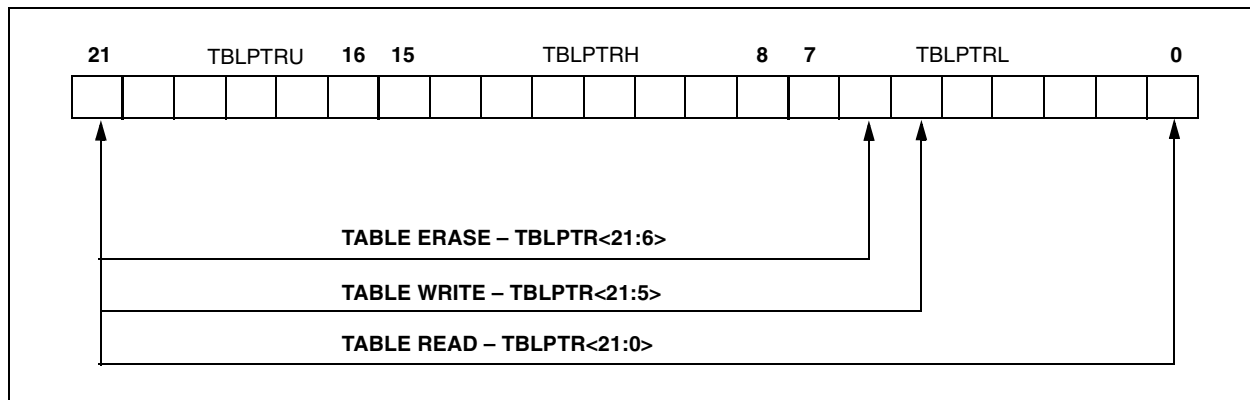 21 TBLPTRU 16 15 TBLPTRH 8 7 TBLPTRL 0
TABLE ERASE – TBLPTR<21:6>
TABLE WRITE – TBLPTR<21:5>
TABLE READ – TBLPTR<21:0>